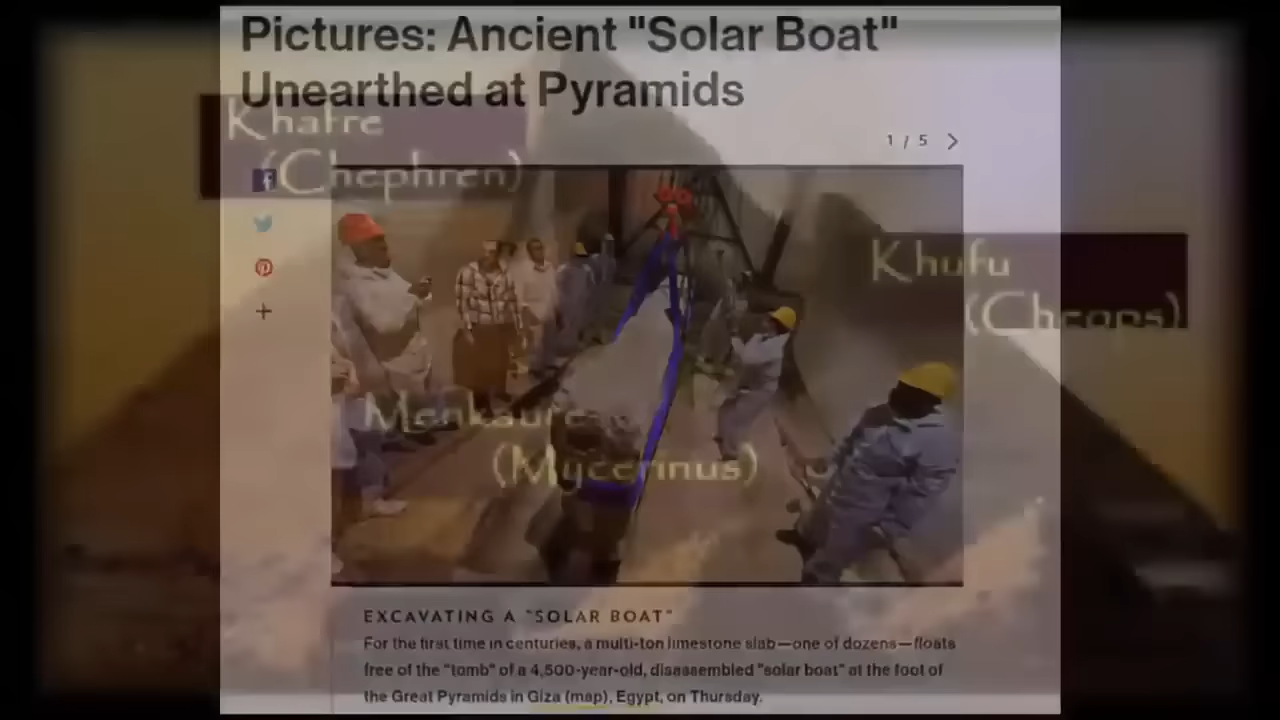 Pictures: Ancient "Solar Boat"
Unearthed at Pyramids
Khafre
(Chephren)
1 / 5
Khufu
(Cheops)
Menkaure
(Mycerinus)
EXCAVATING A "SOLAR BOAT"
For the first time in centuries, a multi-ton limestone slab—one of dozens—floats
free of the "tomb" of a 4,500-year-old, disassembled "solar boat" at the foot of
the Great Pyramids in Giza (map), Egypt, on Thursday.